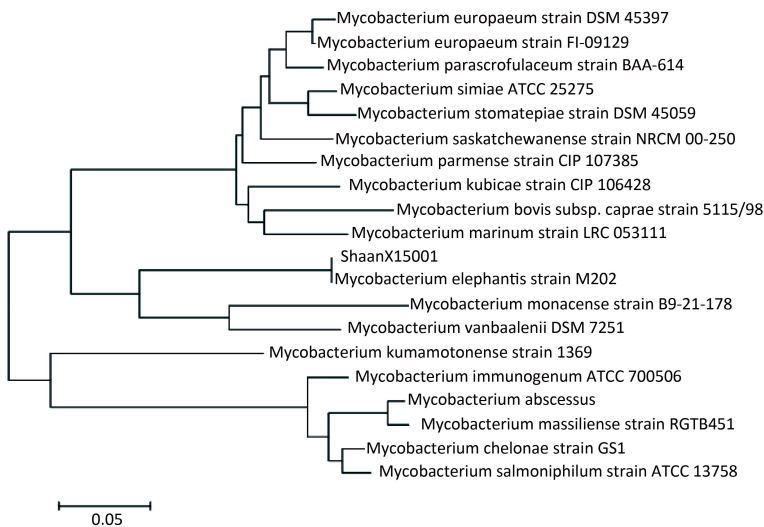 Mycobacterium europaeum strain DSM 45397
Mycobacterium europaeum strain FI-09129
Mycobacterium parascrofulaceum strain BAA-614
Mycobacterium simiae ATCC 25275
Mycobacterium stomatepiae strain DSM 45059
Mycobacterium saskatchewanense strain NRCM 00-250
Mycobacterium parmense strain CIP 107385
Mycobacterium kubicae strain CIP 106428
Mycobacterium bovis subsp. caprae strain 5115/98
Mycobacterium marinum strain LRC 053111
ShaanX15001
Mycobacterium elephantis strain M202
Mycobacterium monacense strain B9-21-178
Mycobacterium vanbaalenii DSM 7251
Mycobacterium kumamotonense strain 1369
Mycobacterium immunogenum ATCC 700506
Mycobacterium abscessus
Mycobacterium massiliense strain RGTB451
Mycobacterium chelonae strain GS1
Mycobacterium salmoniphilum strain ATCC 13758
0.05